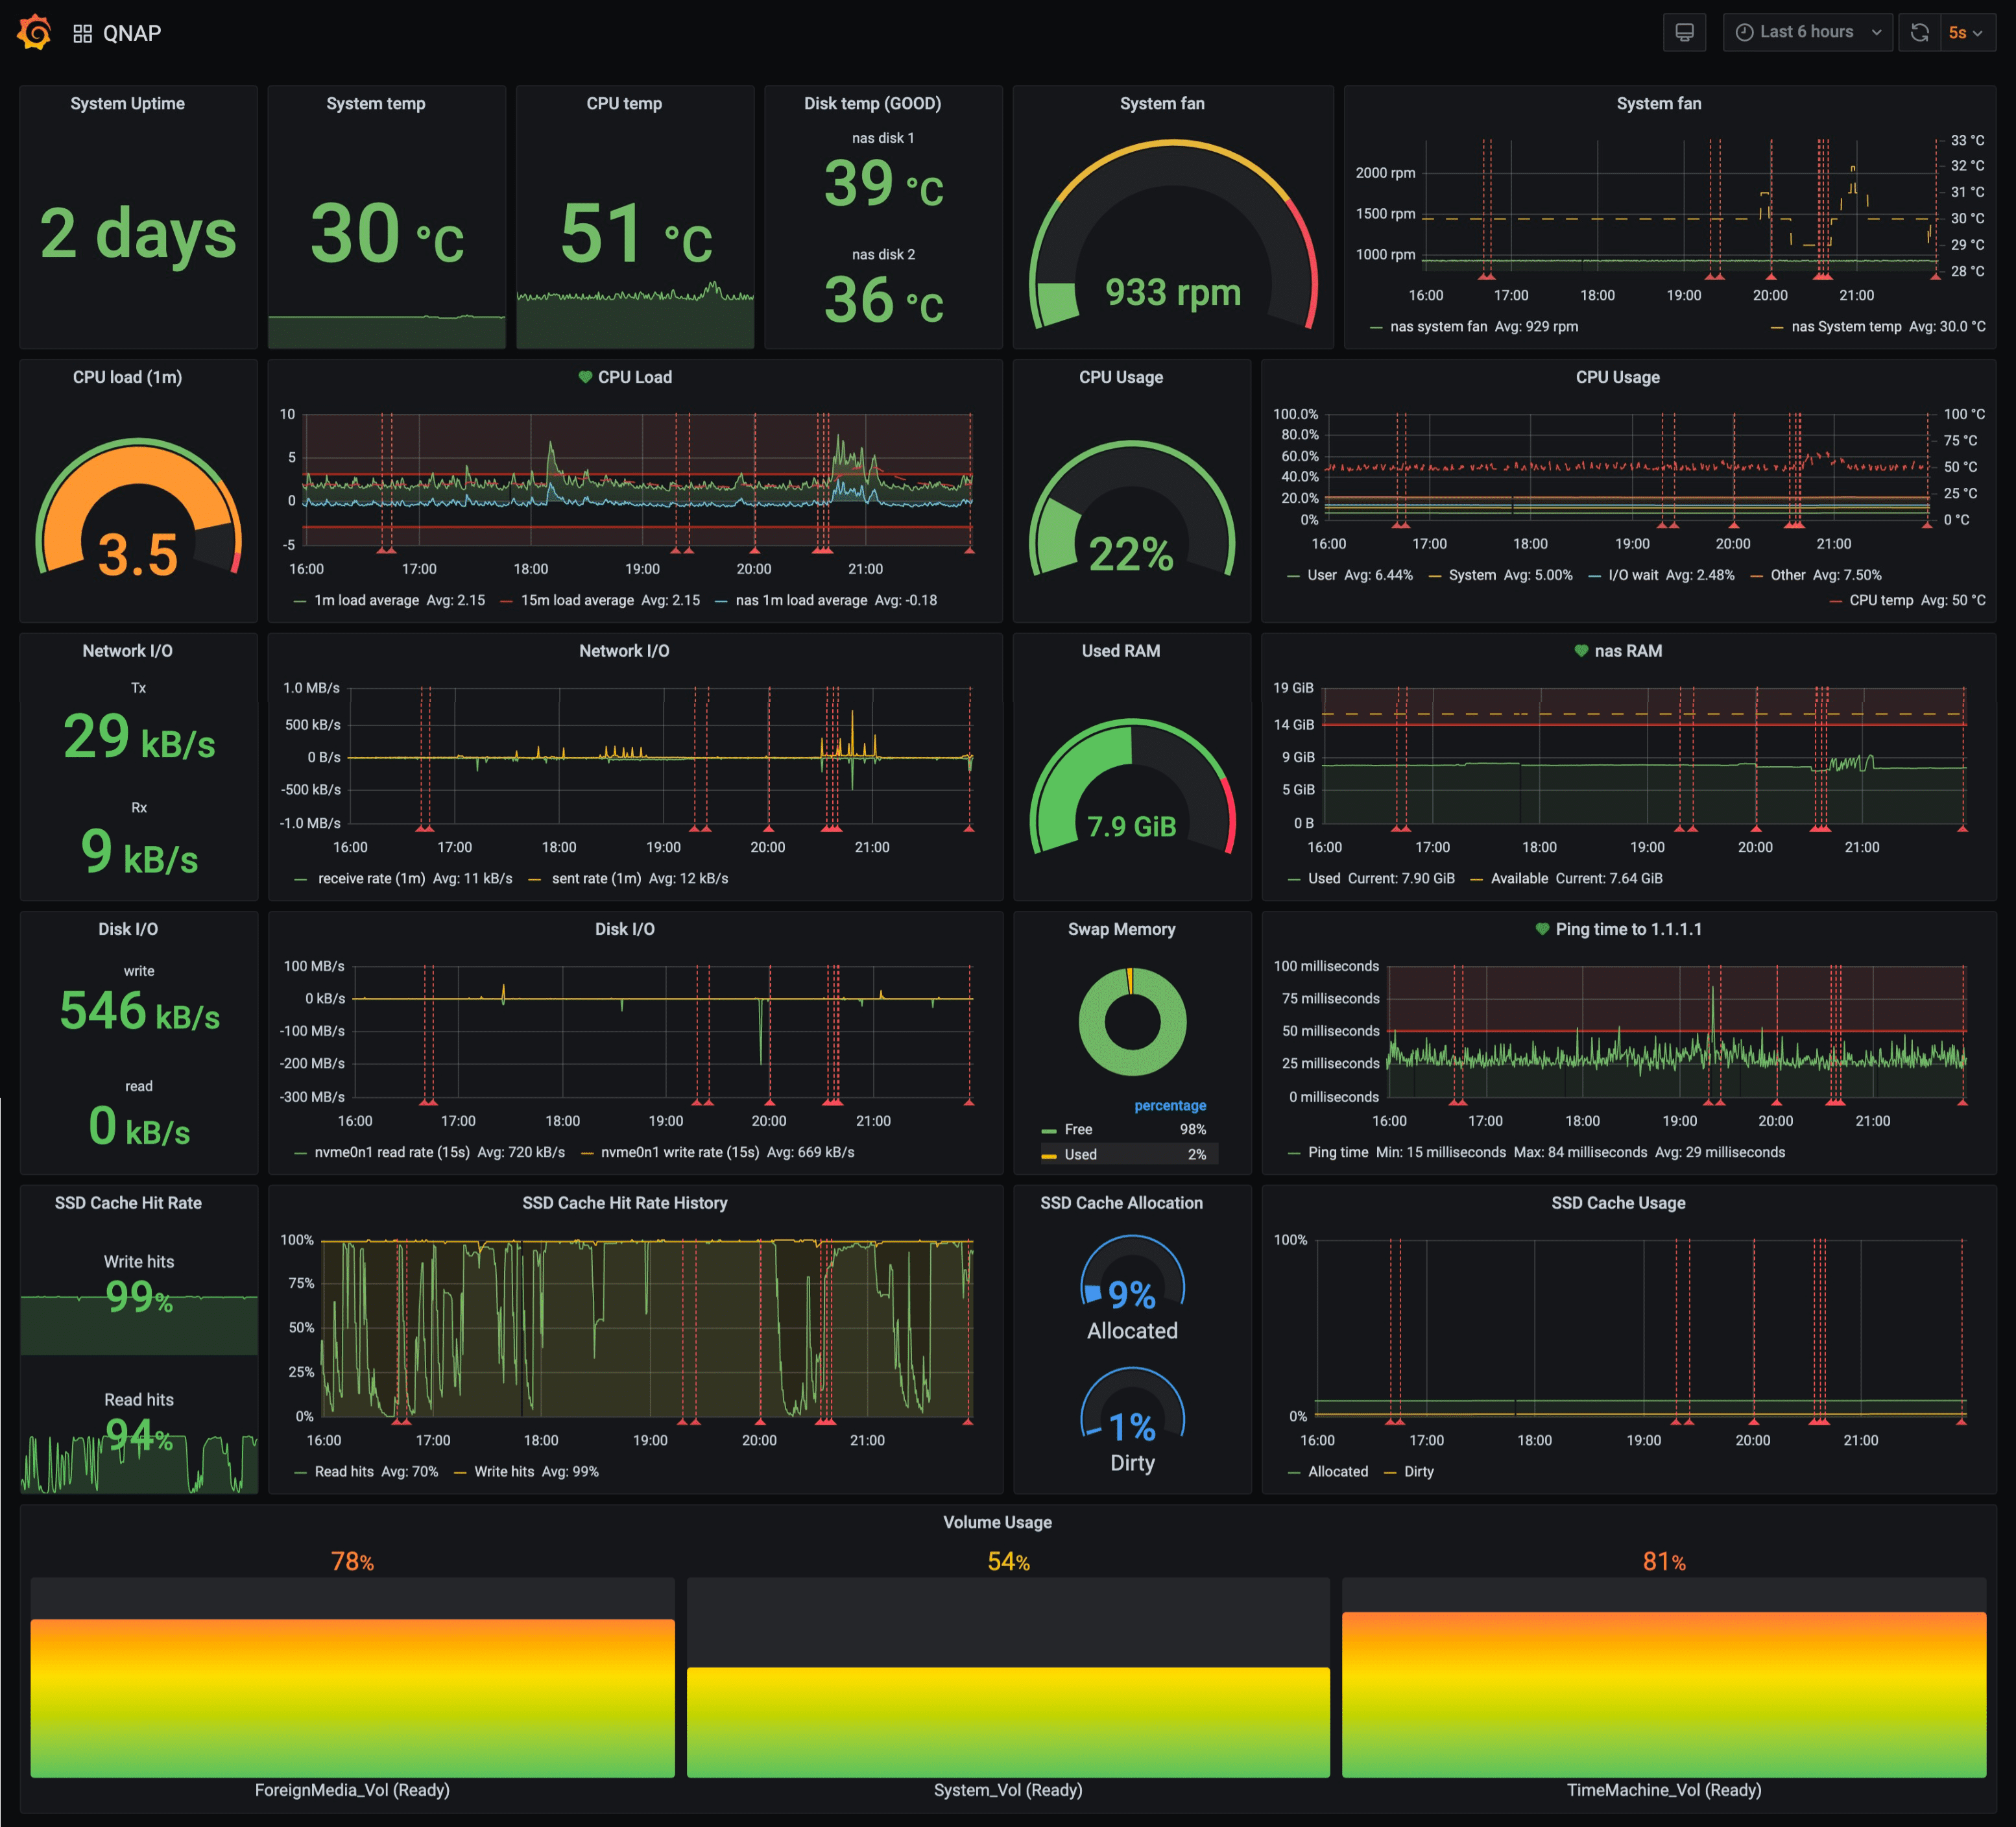 QNAP
Last 6 hours
5s
System Uptime
2 days
System temp
30 °C
CPU temp
51 °C
Disk temp (GOOD)
nas disk 1
39 °C
nas disk 2
36 °C
System fan
933 rpm
System fan
2000 rpm
1500 rpm
1000 rpm
33 °C
32 °C
31 °C
30 °C
29 °C
28 °C
16:00 17:00 18:00 19:00 20:00 21:00
nas system fan Avg: 929 rpm
nas System temp Avg: 30.0 °C
CPU load (1m)
3.5
CPU Load
10
5
0
-5
16:00 17:00 18:00 19:00 20:00 21:00
1m load average Avg: 2.15 15m load average Avg: 2.15 nas 1m load average Avg: -0.18
CPU Usage
22%
CPU Usage
100.0%
80.0%
60.0%
40.0%
20.0%
0%
100 °C
75 °C
50 °C
25 °C
0 °C
16:00 17:00 18:00 19:00 20:00 21:00
User Avg: 6.44% System Avg: 5.00% I/O wait Avg: 2.48% Other Avg: 7.50%
CPU temp Avg: 50 °C
Network I/O
Tx
29 kB/s
Rx
9 kB/s
Network I/O
1.0 MB/s
500 kB/s
0 B/s
-500 kB/s
-1.0 MB/s
16:00 17:00 18:00 19:00 20:00 21:00
receive rate (1m) Avg: 11 kB/s sent rate (1m) Avg: 12 kB/s
Used RAM
7.9 GiB
nas RAM
19 GiB
14 GiB
9 GiB
5 GiB
0 B
16:00 17:00 18:00 19:00 20:00 21:00
Used Current: 7.90 GiB Available Current: 7.64 GiB
Disk I/O
write
546 kB/s
read
0 kB/s
Disk I/O
100 MB/s
0 kB/s
-100 MB/s
-200 MB/s
-300 MB/s
16:00 17:00 18:00 19:00 20:00 21:00
nvme0n1 read rate (15s) Avg: 720 kB/s nvme0n1 write rate (15s) Avg: 669 kB/s
Swap Memory
percentage
Free 98%
Used 2%
Ping time to 1.1.1.1
100 milliseconds
75 milliseconds
50 milliseconds
25 milliseconds
0 milliseconds
16:00 17:00 18:00 19:00 20:00 21:00
Ping time Min: 15 milliseconds Max: 84 milliseconds Avg: 29 milliseconds
SSD Cache Hit Rate
Write hits
99%
Read hits
94%
SSD Cache Hit Rate History
100%
75%
50%
25%
0%
16:00 17:00 18:00 19:00 20:00 21:00
Read hits Avg: 70% Write hits Avg: 99%
SSD Cache Allocation
9%
Allocated
1%
Dirty
SSD Cache Usage
100%
0%
16:00 17:00 18:00 19:00 20:00 21:00
Allocated Dirty
Volume Usage
78%
54%
81%
ForeignMedia_Vol (Ready)
System_Vol (Ready)
TimeMachine_Vol (Ready)